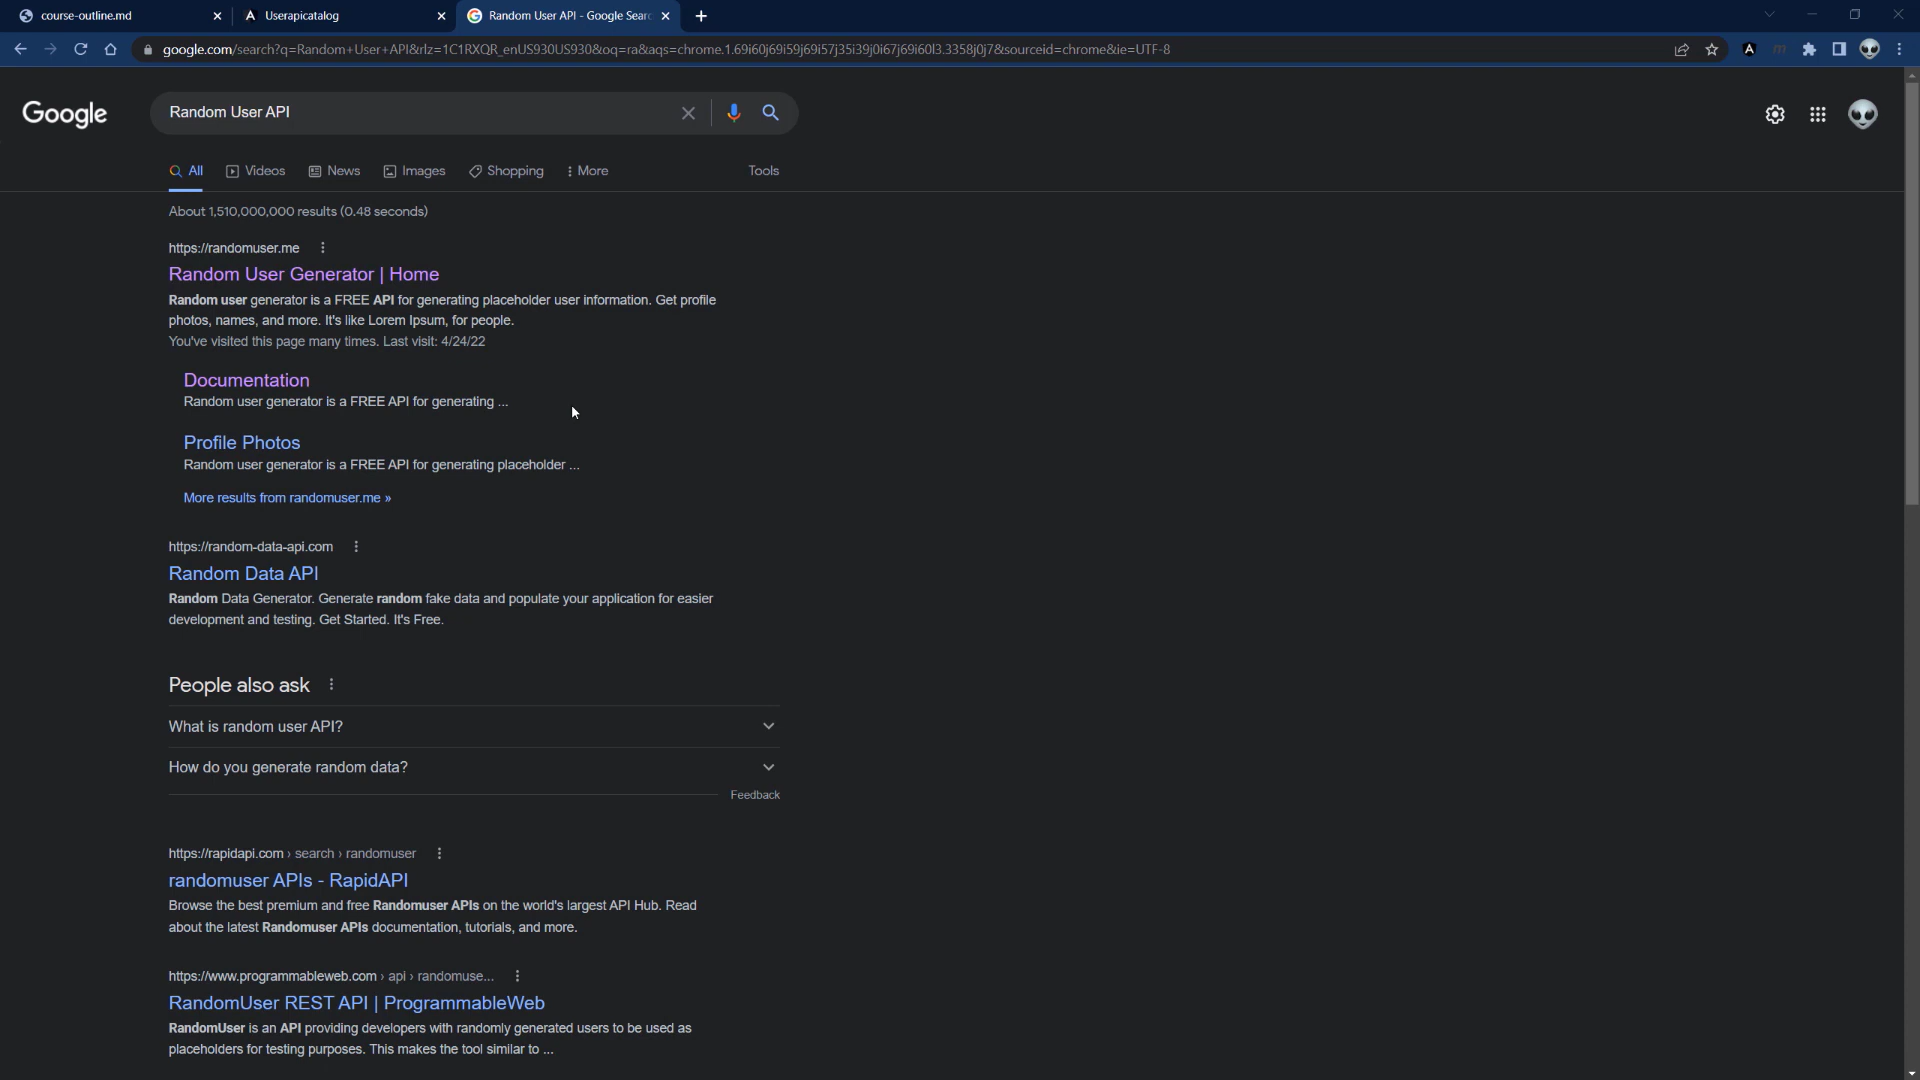 course-outline.md
Userapicatalog
Random User API - Google Searc
google.com/search?q=Random+User+API&rlz=1C1RXQR_enUS930US930&oq=ra&aqs=chrome.1.69i60j69i59j69i57j35i39j0i67j69i60l3.3358j0j7&sourceid=chrome&ie=UTF-8
Google
Random User API
All
Videos
News
Images
Shopping
More
Tools
About 1,510,000,000 results (0.48 seconds)
https://randomuser.me
Random User Generator | Home
Random user generator is a FREE API for generating placeholder user information. Get profile
photos, names, and more. It's like Lorem Ipsum, for people.
You've visited this page many times. Last visit: 4/24/22
Documentation
Random user generator is a FREE API for generating ...
Profile Photos
Random user generator is a FREE API for generating placeholder ...
More results from randomuser.me »
https://random-data-api.com
Random Data API
Random Data Generator. Generate random fake data and populate your application for easier
development and testing. Get Started. It's Free.
People also ask
What is random user API?
How do you generate random data?
Feedback
https://rapidapi.com › search › randomuser
randomuser APIs - RapidAPI
Browse the best premium and free Randomuser APIs on the world's largest API Hub. Read
about the latest Randomuser APIs documentation, tutorials, and more.
https://www.programmableweb.com › api › randomuse...
RandomUser REST API | ProgrammableWeb
RandomUser is an API providing developers with randomly generated users to be used as
placeholders for testing purposes. This makes the tool similar to ...